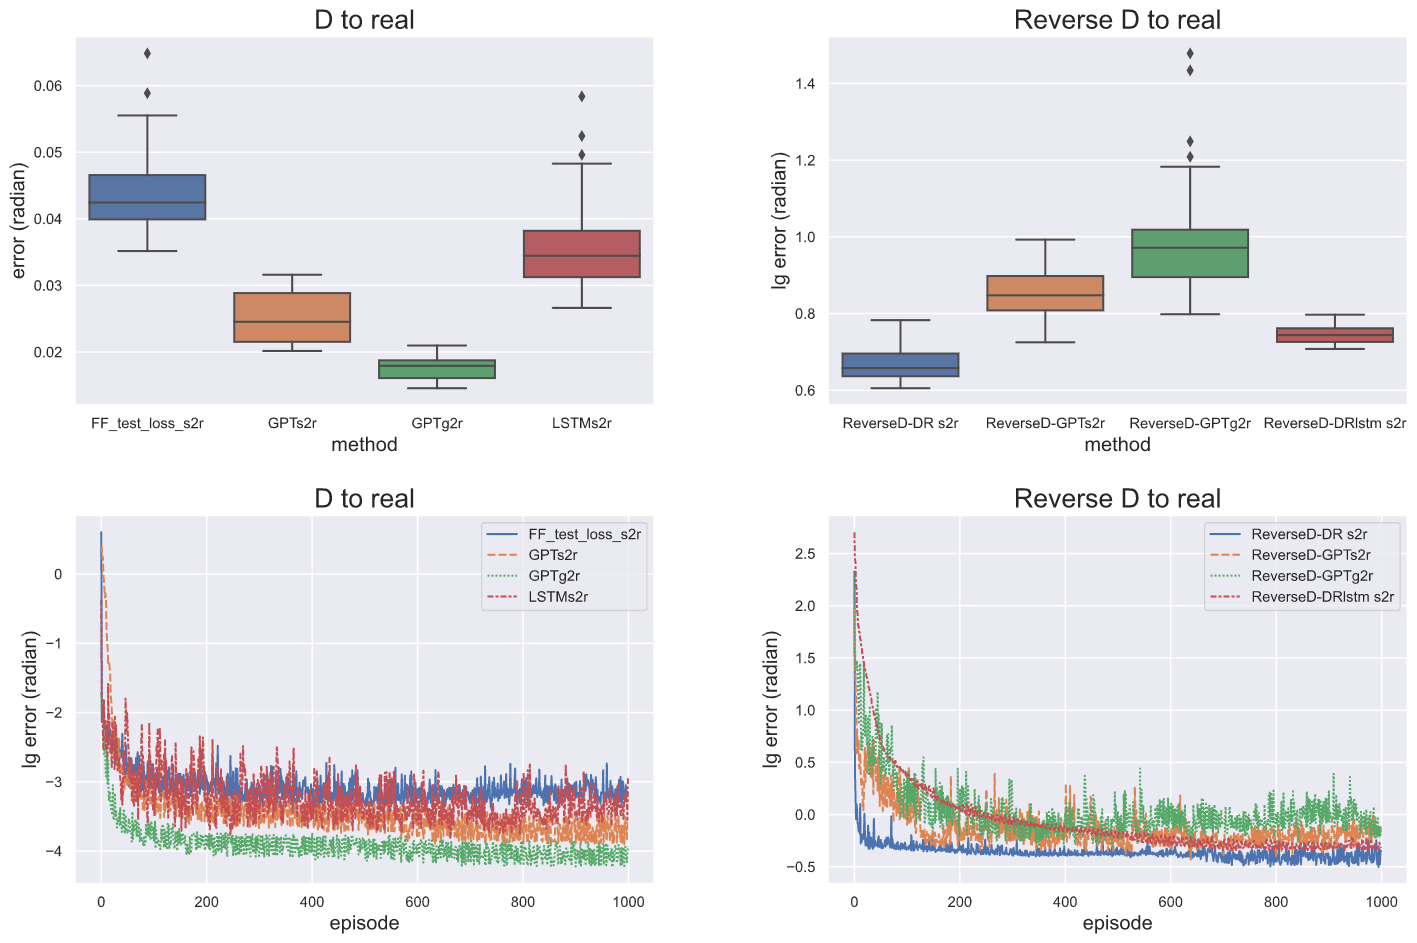 D to real
error (radian)
0.06
0.05
0.04
0.03
0.02
FF_test_loss_s2r GPTs2r GPTg2r LSTMs2r
method
Reverse D to real
lg error (radian)
1.4
1.2
1.0
0.8
0.6
ReverseD-DR s2r ReverseD-GPTs2r ReverseD-GPTg2r ReverseD-DRlstm s2r
method
D to real
lg error (radian)
0
−1
−2
−3
−4
FF_test_loss_s2r
GPTs2r
GPTg2r
LSTMs2r
0 200 400 600 800 1000
episode
Reverse D to real
lg error (radian)
2.5
2.0
1.5
1.0
0.5
0.0
−0.5
ReverseD-DR s2r
ReverseD-GPTs2r
ReverseD-GPTg2r
ReverseD-DRlstm s2r
0 200 400 600 800 1000
episode